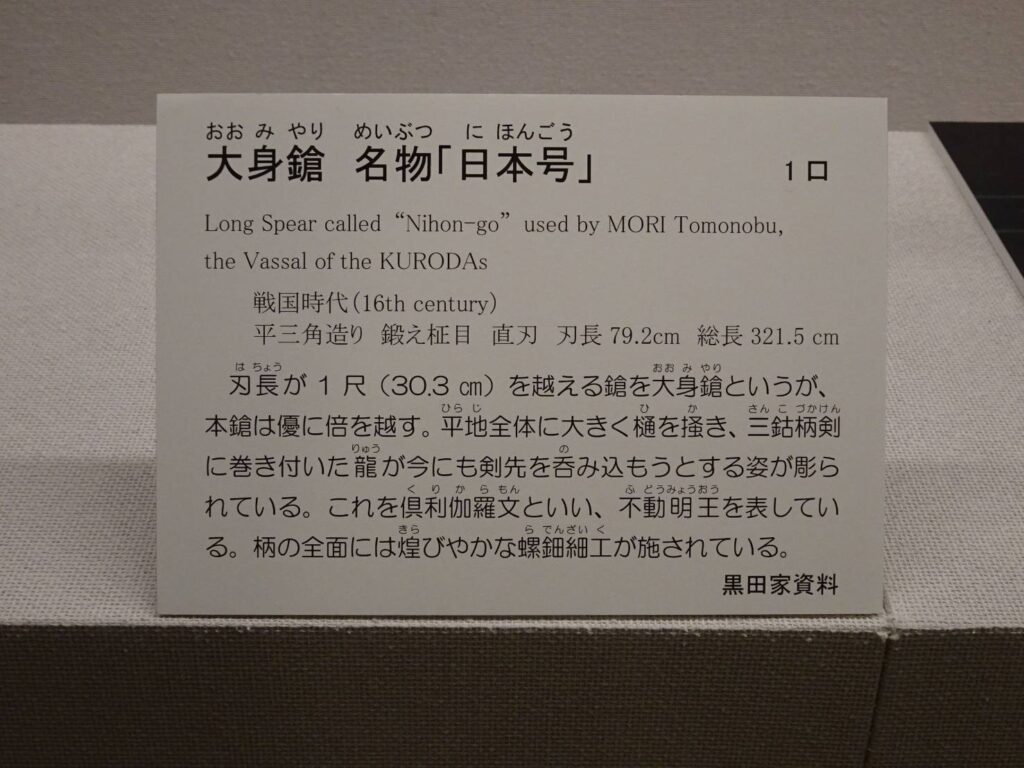 おお み やり めいぶつ に ほんごう
大身鎗 名物「日本号」 1口
Long Spear called “Nihon-go” used by MORI Tomonobu,
the Vassal of the KURODAs
戦国時代(16th century)
平三角造り 鍛え柾目 直刃 刃長 79.2cm 総長 321.5 cm
は ちょう おお み やり
刃長が 1 尺(30.3 ㎝)を越える鎗を大身鎗というが、
ひら じ ひ か さん こ づかけん
本鎗は優に倍を越す。平地全体に大きく樋を掻き、三鈷柄剣
りゅう の
に巻き付いた龍が今にも剣先を呑み込もうとする姿が彫ら
く り か ら もん ふ どうみょうおう
れている。これを倶利伽羅文といい、不動明王を表してい
きら ら でんざい く
る。柄の全面には煌びやかな螺鈿細工が施されている。
黒田家資料